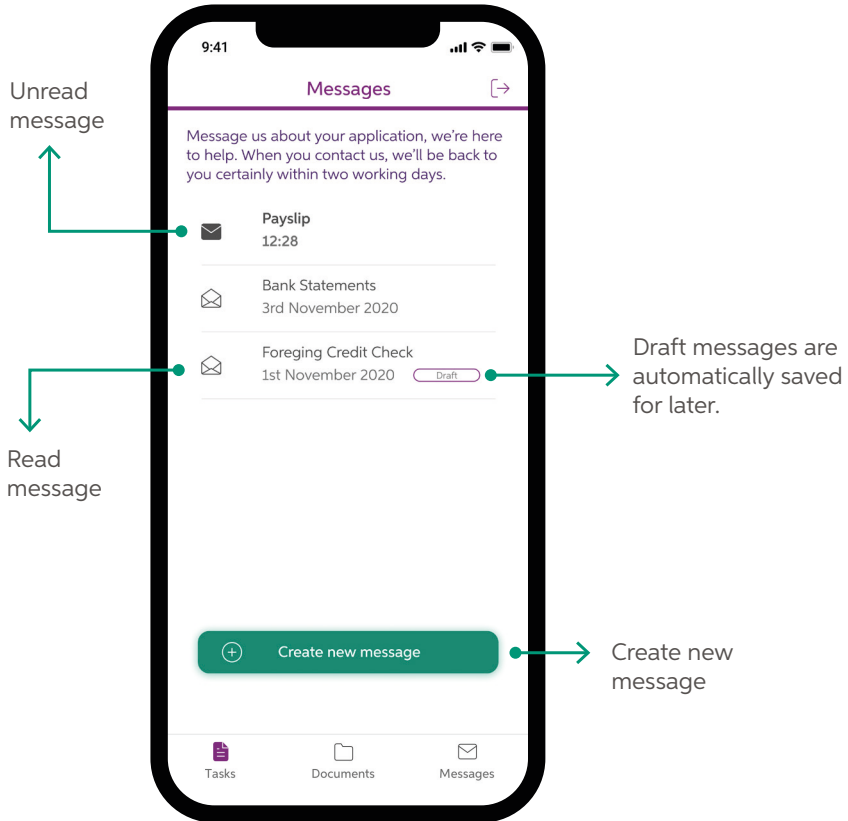 9:41
Messages
Message us about your application, we're here
to help. When you contact us, we'll be back to
you certainly within two working days.
Unread
message
Payslip
12:28
Bank Statements
3rd November 2020
Foreging Credit Check
1st November 2020
Draft
Draft messages are
automatically saved
for later.
Read
message
Create new message
Create new
message
Tasks
Documents
Messages